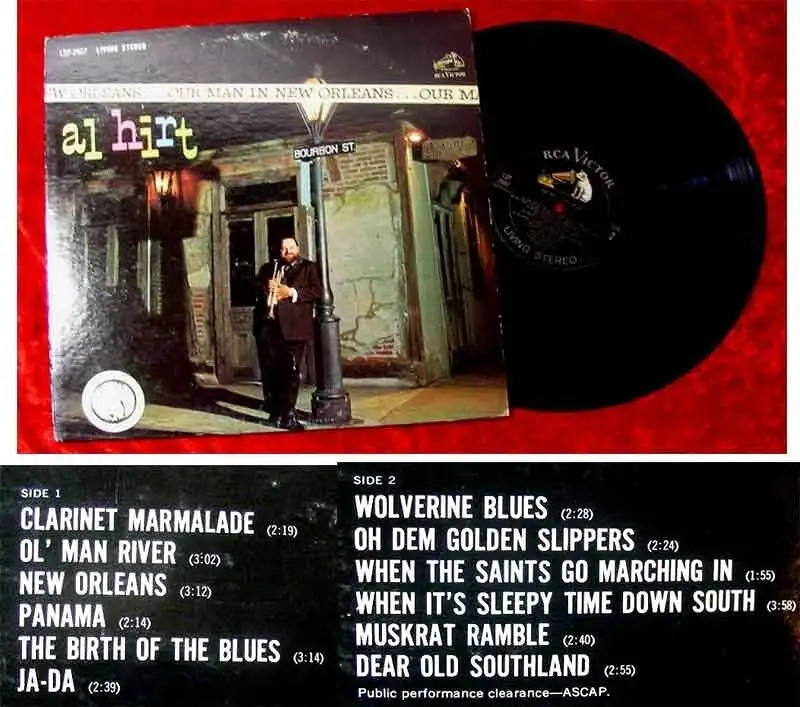 LSP-2607 LIVING STEREO
RCA VICTOR
W ORLEANS... OUR MAN IN NEW ORLEANS...OUR MA
al hirt
BOURBON ST.
RCA VICTOR
LIVING STEREO
SIDE 1
CLARINET MARMALADE (2:19)
OL' MAN RIVER (3:02)
NEW ORLEANS (3:12)
PANAMA (2:14)
THE BIRTH OF THE BLUES (3:14)
JA-DA (2:39)
SIDE 2
WOLVERINE BLUES (2:28)
OH DEM GOLDEN SLIPPERS (2:24)
WHEN THE SAINTS GO MARCHING IN (1:55)
WHEN IT'S SLEEPY TIME DOWN SOUTH (3:58)
MUSKRAT RAMBLE (2:40)
DEAR OLD SOUTHLAND (2:55)
Public performance clearance—ASCAP.